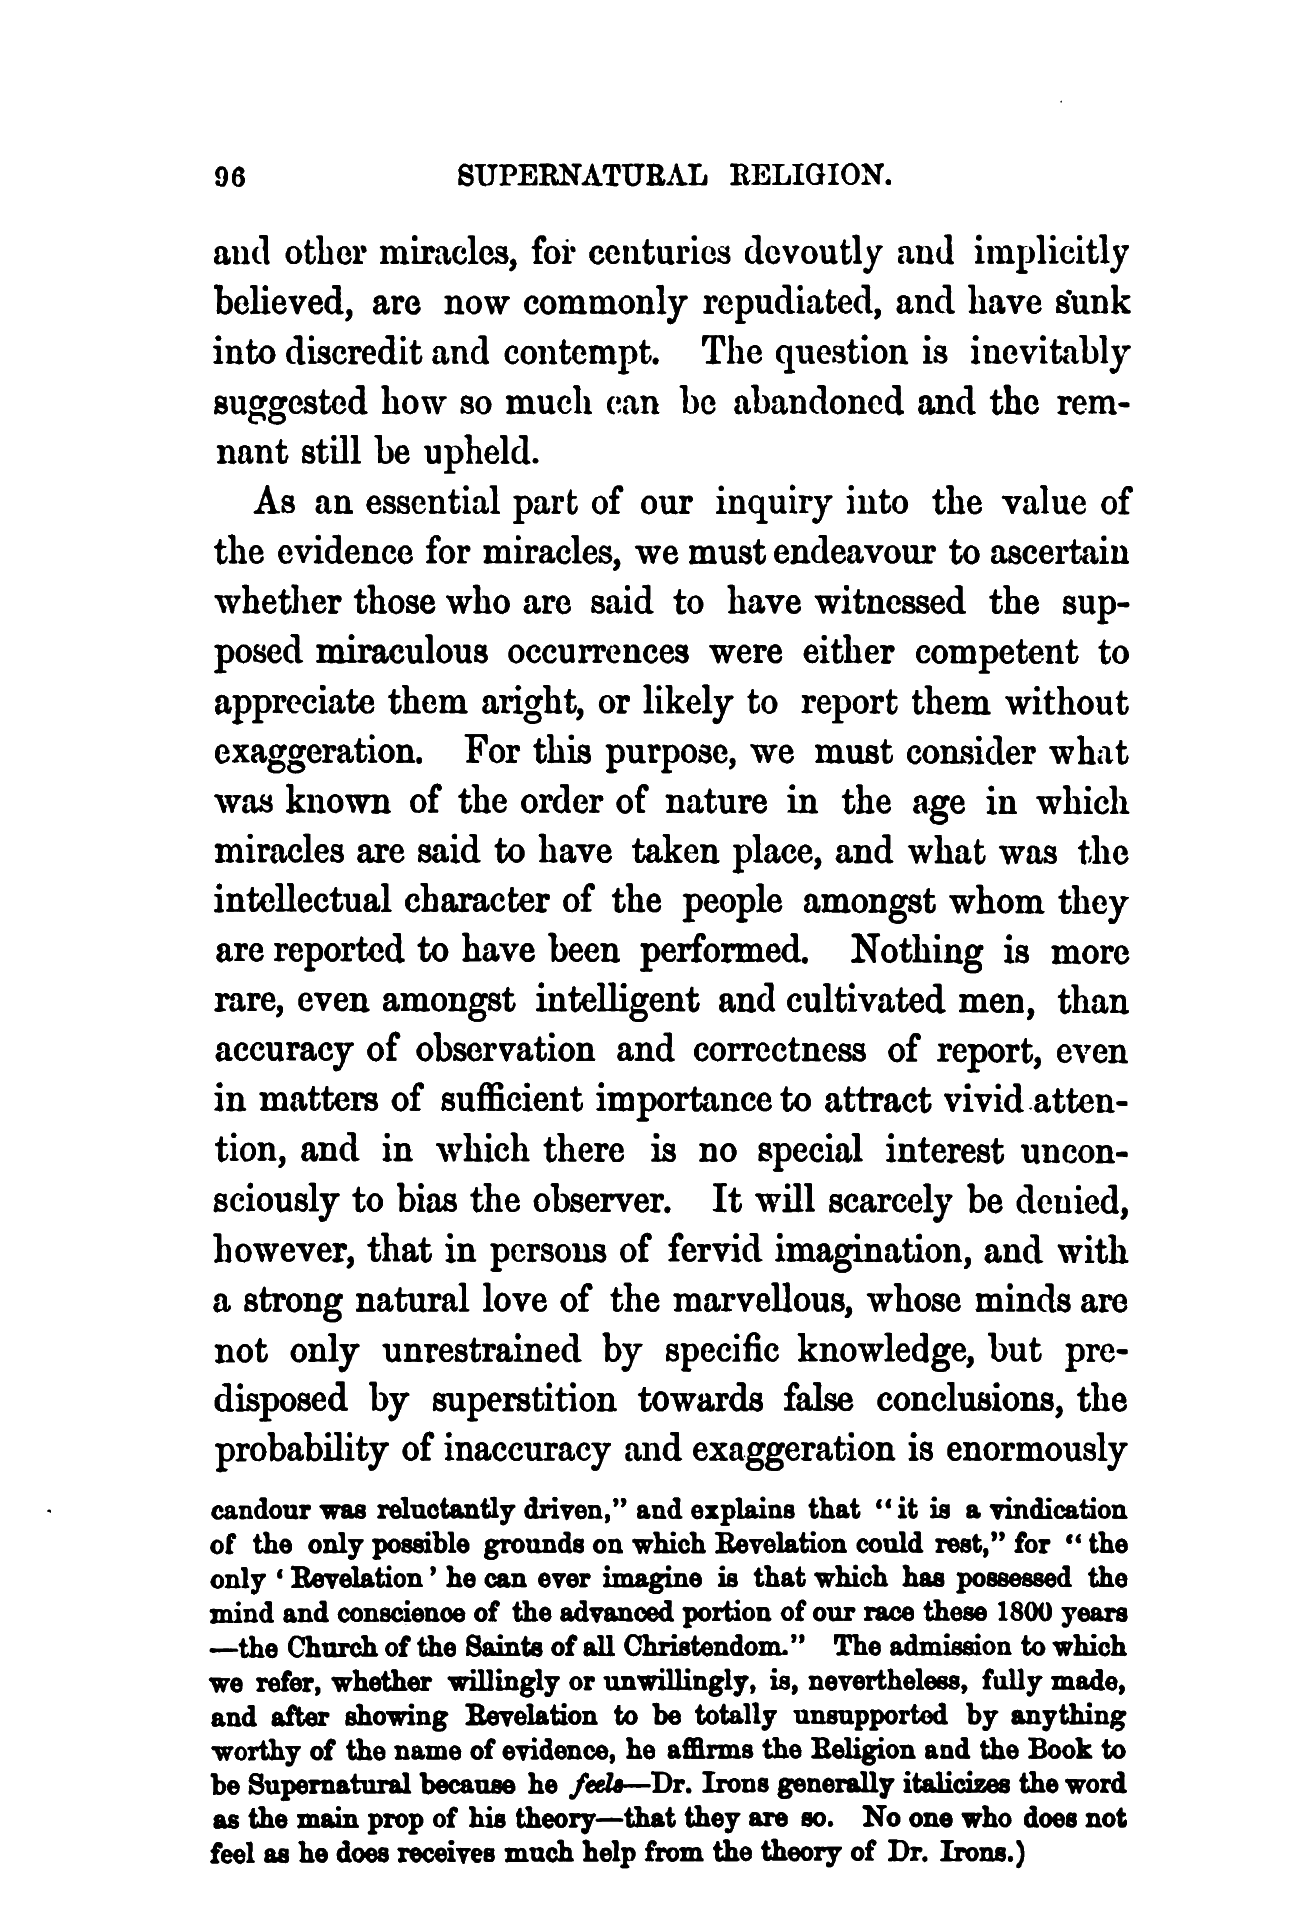 96 SUPERNATURAL RELIGION.
and other miracles, for centuries devoutly and implicitly
believed, are now commonly repudiated, and have sunk
into discredit and contempt. The question is inevitably
suggested how so much can be abandoned and the rem-
nant still be upheld.
As an essential part of our inquiry into the value of
the evidence for miracles, we must endeavour to ascertain
whether those who are said to have witnessed the sup-
posed miraculous occurrences were either competent to
appreciate them aright, or likely to report them without
exaggeration. For this purpose, we must consider what
was known of the order of nature in the age in which
miracles are said to have taken place, and what was the
intellectual character of the people amongst whom they
are reported to have been performed. Nothing is more
rare, even amongst intelligent and cultivated men, than
accuracy of observation and correctness of report, even
in matters of sufficient importance to attract vivid atten-
tion, and in which there is no special interest uncon-
sciously to bias the observer. It will scarcely be denied,
however, that in persons of fervid imagination, and with
a strong natural love of the marvellous, whose minds are
not only unrestrained by specific knowledge, but pre-
disposed by superstition towards false conclusions, the
probability of inaccuracy and exaggeration is enormously
candour was reluctantly driven,” and explains that “it is a vindication
of the only possible grounds on which Revelation could rest,” for “the
only ‘Revelation’ he can ever imagine is that which has possessed the
mind and conscience of the advanced portion of our race these 1800 years
—the Church of the Saints of all Christendom.” The admission to which
we refer, whether willingly or unwillingly, is, nevertheless, fully made,
and after showing Revelation to be totally unsupported by anything
worthy of the name of evidence, he affirms the Religion and the Book to
be Supernatural because he feels—Dr. Irons generally italicizes the word
as the main prop of his theory—that they are so. No one who does not
feel as he does receives much help from the theory of Dr. Irons.)